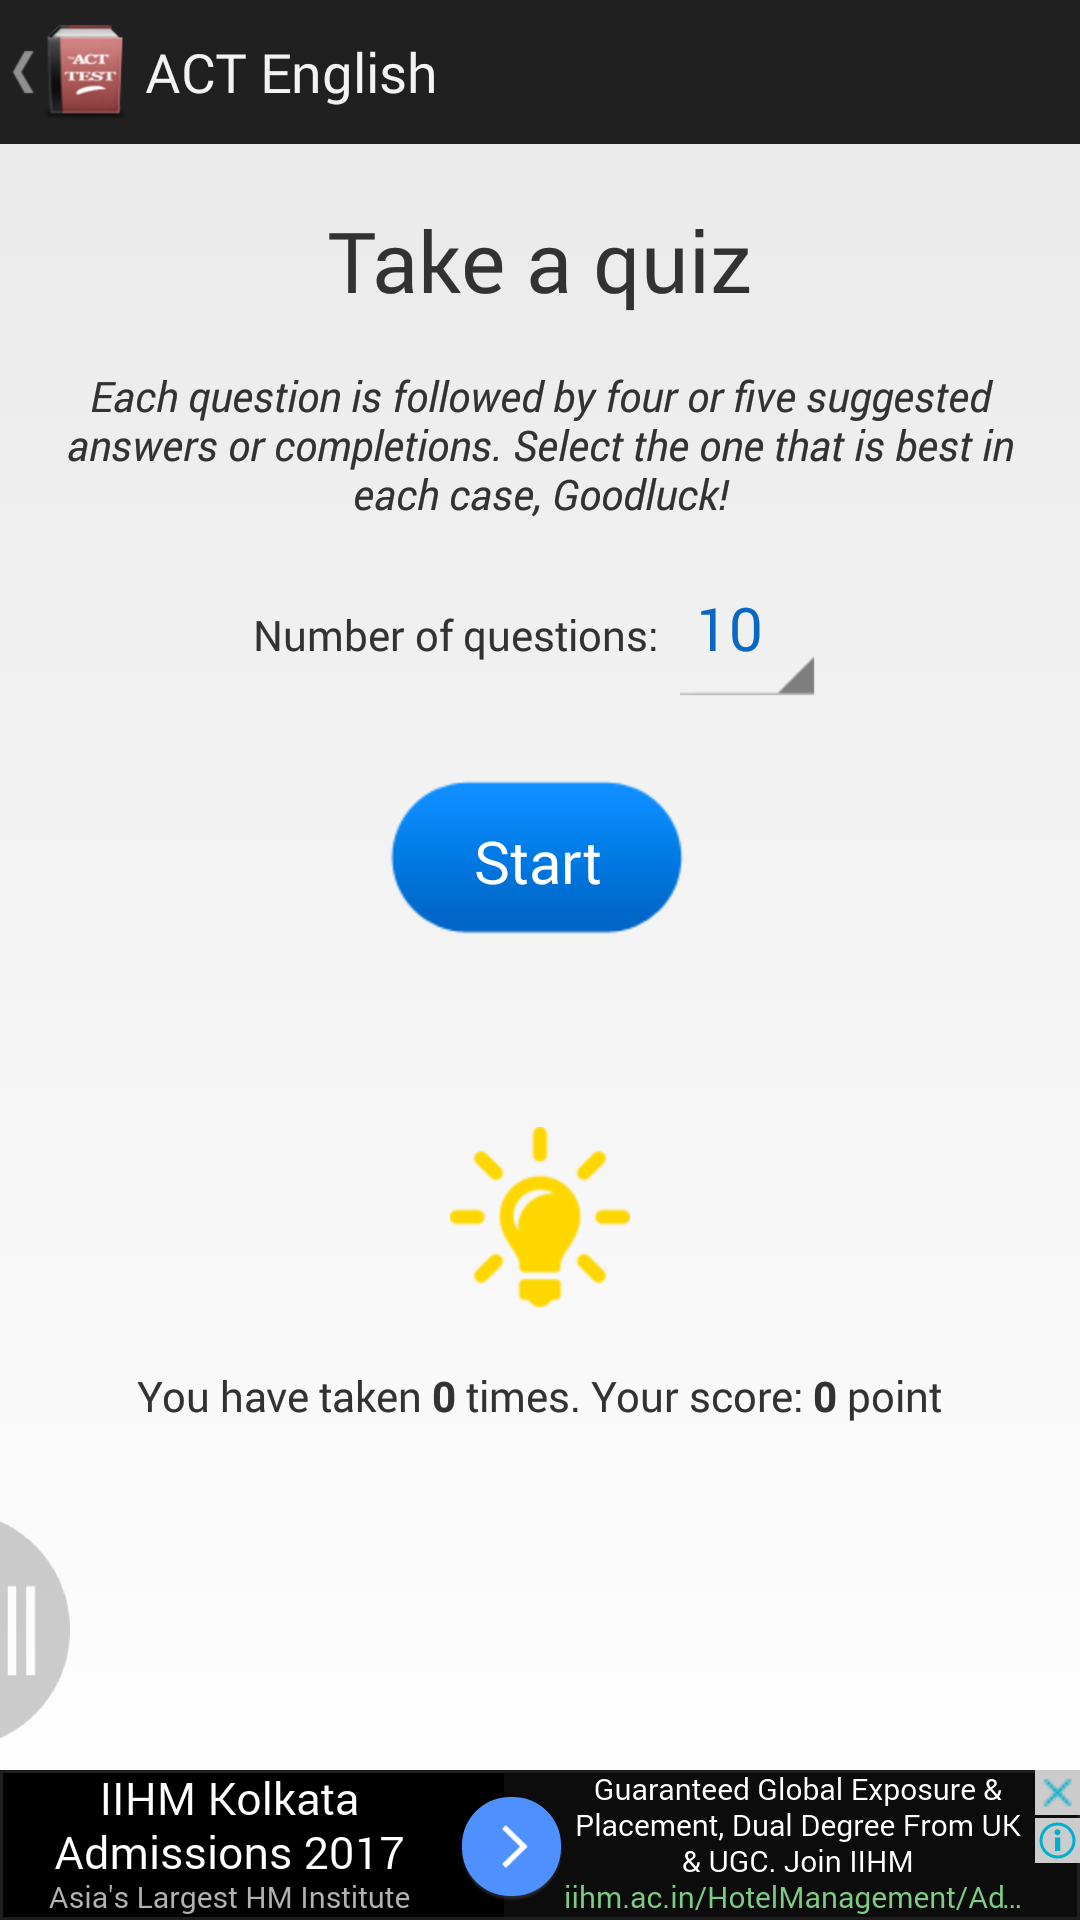 ACT
TEST
ACT English
Take a quiz
Each question is followed by four or five suggested
answers or completions. Select the one that is best in
each case, Goodluck!
Number of questions: 10
Start
You have taken 0 times. Your score: 0 point
IIHM Kolkata
Admissions 2017
Asia's Largest HM Institute
Guaranteed Global Exposure &
Placement, Dual Degree From UK
& UGC. Join IIHM
iihm.ac.in/HotelManagement/Ad...